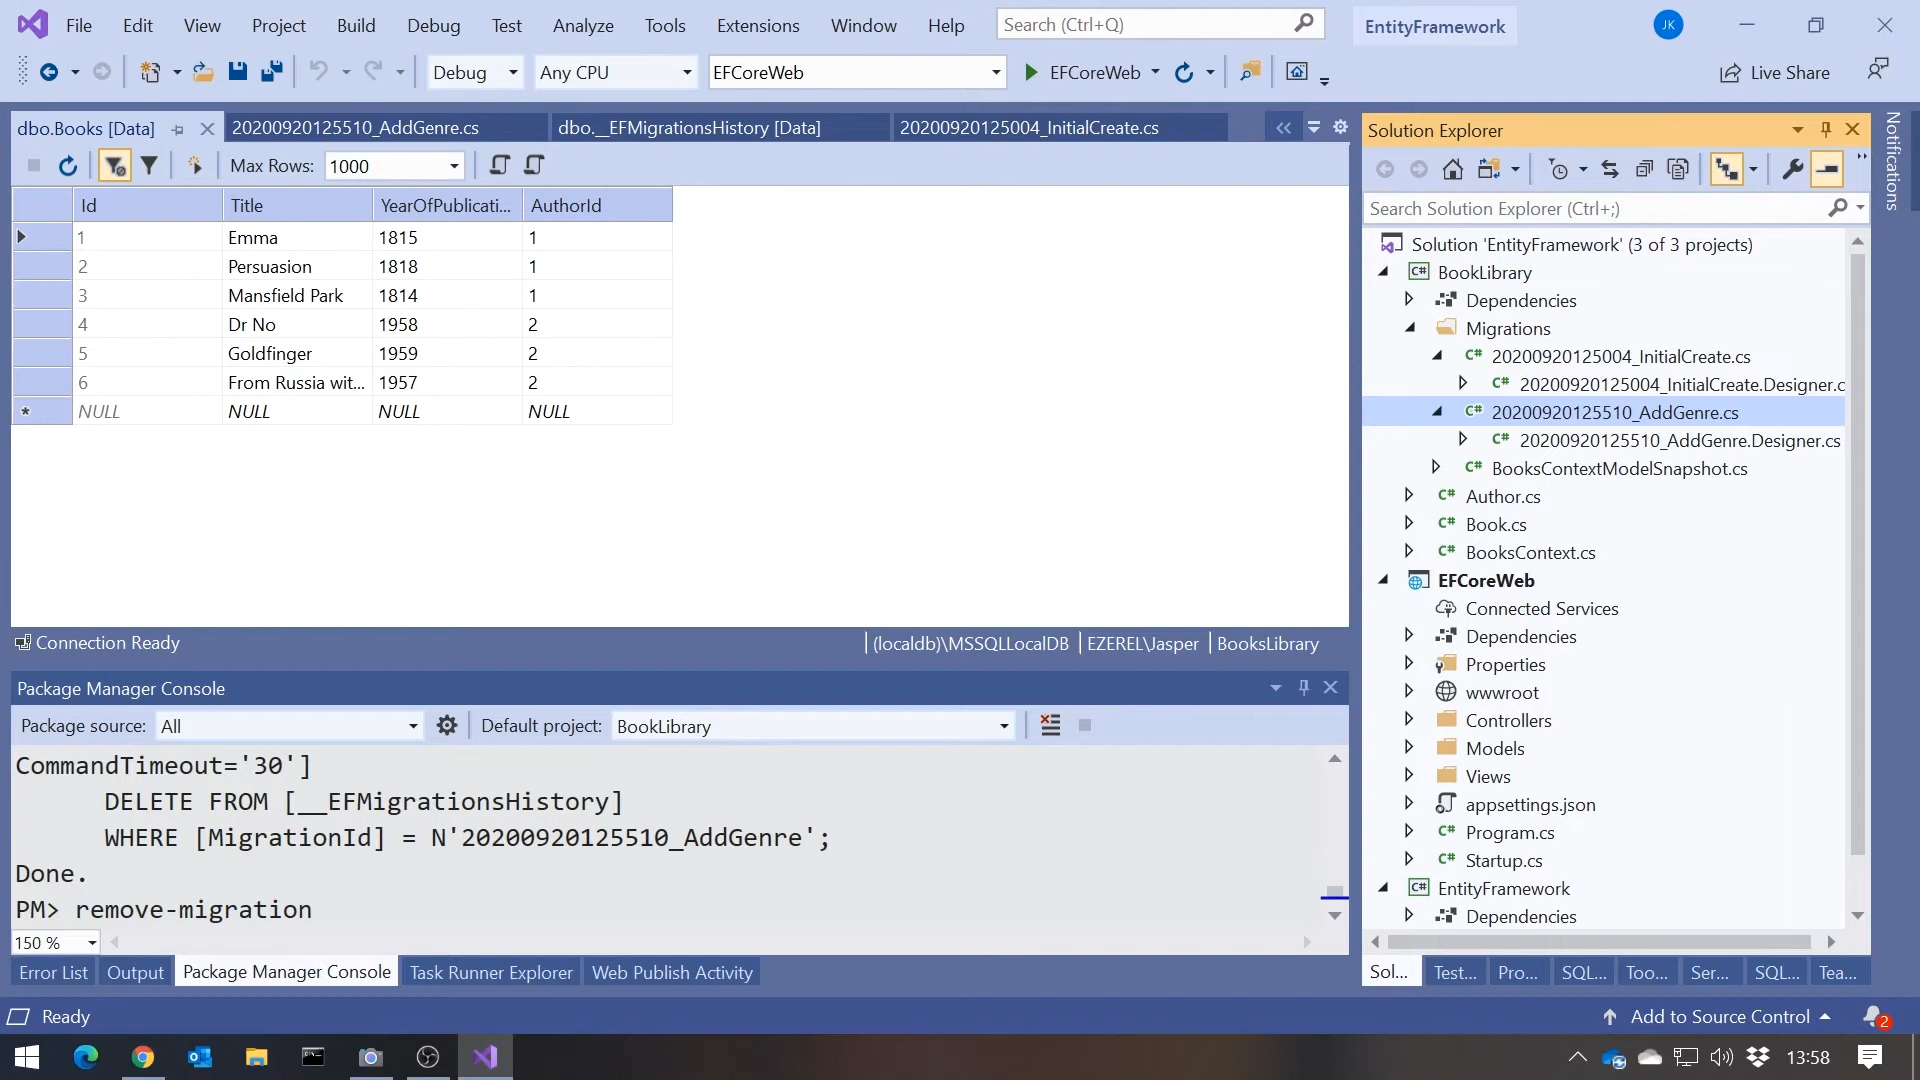 File Edit View Project Build Debug Test Analyze Tools Extensions Window Help Search (Ctrl+Q) EntityFramework JK
Debug Any CPU EFCoreWeb EFCoreWeb Live Share
dbo.Books [Data] 20200920125510_AddGenre.cs dbo.__EFMigrationsHistory [Data] 20200920125004_InitialCreate.cs
Max Rows: 1000
Id Title YearOfPublicati... AuthorId
1 Emma 1815 1
2 Persuasion 1818 1
3 Mansfield Park 1814 1
4 Dr No 1958 2
5 Goldfinger 1959 2
6 From Russia wit... 1957 2
* NULL NULL NULL NULL
Connection Ready (localdb)\MSSQLLocalDB EZEREL\Jasper BooksLibrary
Package Manager Console
Package source: All Default project: BookLibrary
CommandTimeout='30']
DELETE FROM [__EFMigrationsHistory]
WHERE [MigrationId] = N'20200920125510_AddGenre';
Done.
PM> remove-migration
150 %
Error List Output Package Manager Console Task Runner Explorer Web Publish Activity
Solution Explorer
Search Solution Explorer (Ctrl+;)
Solution 'EntityFramework' (3 of 3 projects)
C# BookLibrary
Dependencies
Migrations
C# 20200920125004_InitialCreate.cs
C# 20200920125004_InitialCreate.Designer.c
C# 20200920125510_AddGenre.cs
C# 20200920125510_AddGenre.Designer.cs
C# BooksContextModelSnapshot.cs
C# Author.cs
C# Book.cs
C# BooksContext.cs
EFCoreWeb
Connected Services
Dependencies
Properties
wwwroot
Controllers
Models
Views
appsettings.json
C# Program.cs
C# Startup.cs
C# EntityFramework
Dependencies
Sol... Test... Pro... SQL... Too... Ser... SQL... Tea...
Notifications
Ready Add to Source Control 2
13:58